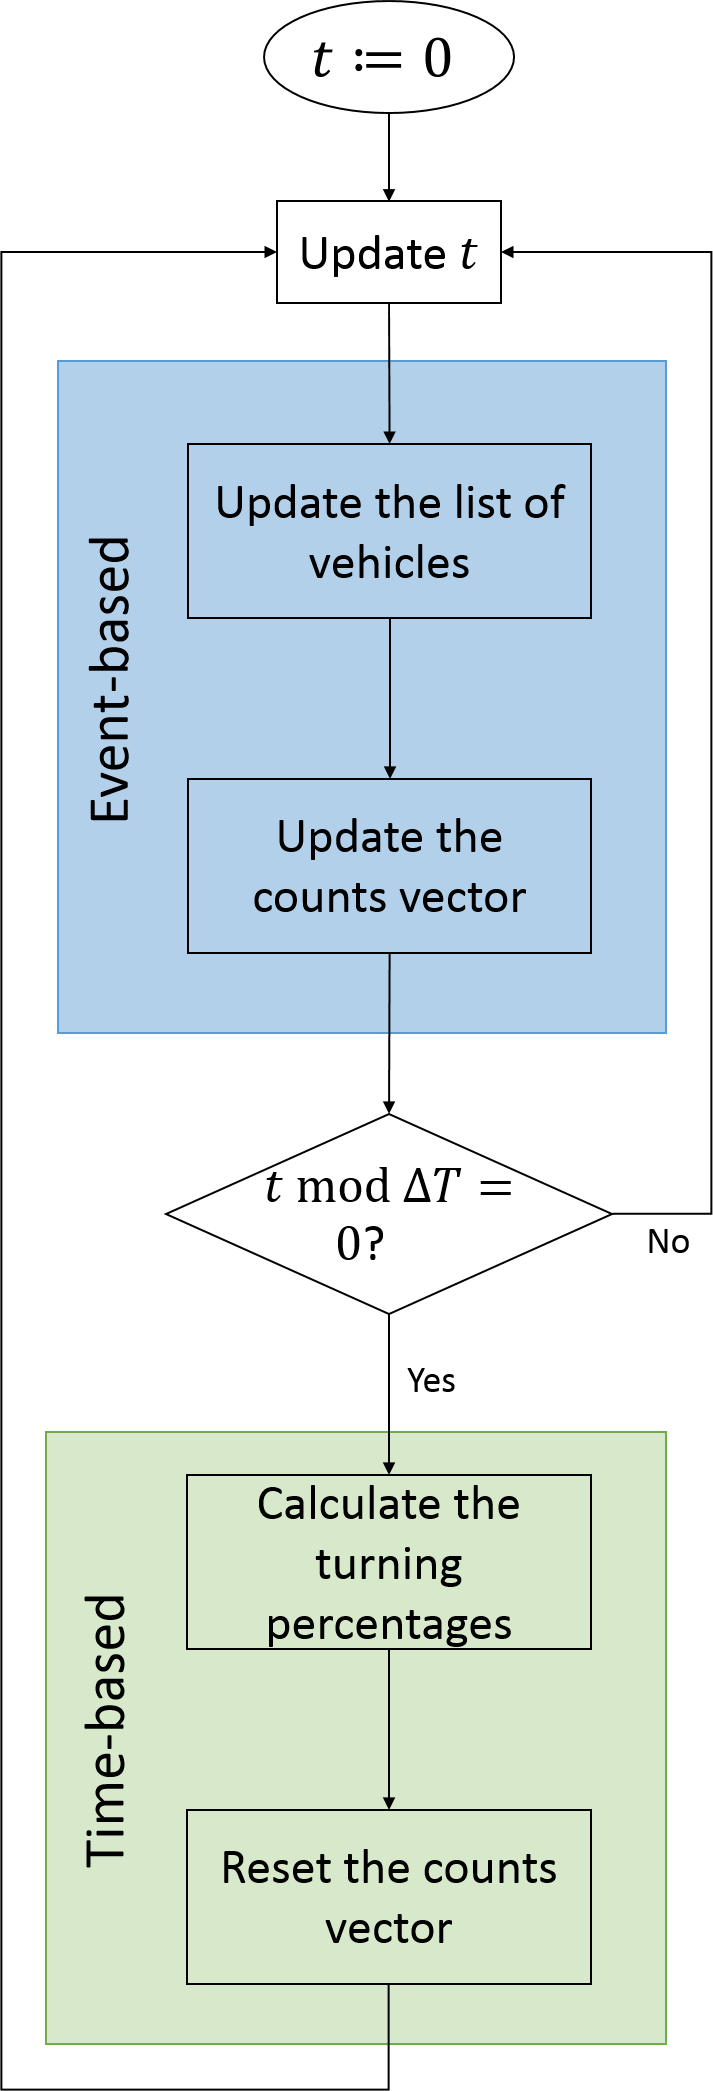 t ≔ 0
Update t
Event-based
Update the list of
vehicles
Update the
counts vector
t mod ΔT =
0?
No
Yes
Time-based
Calculate the
turning
percentages
Reset the counts
vector